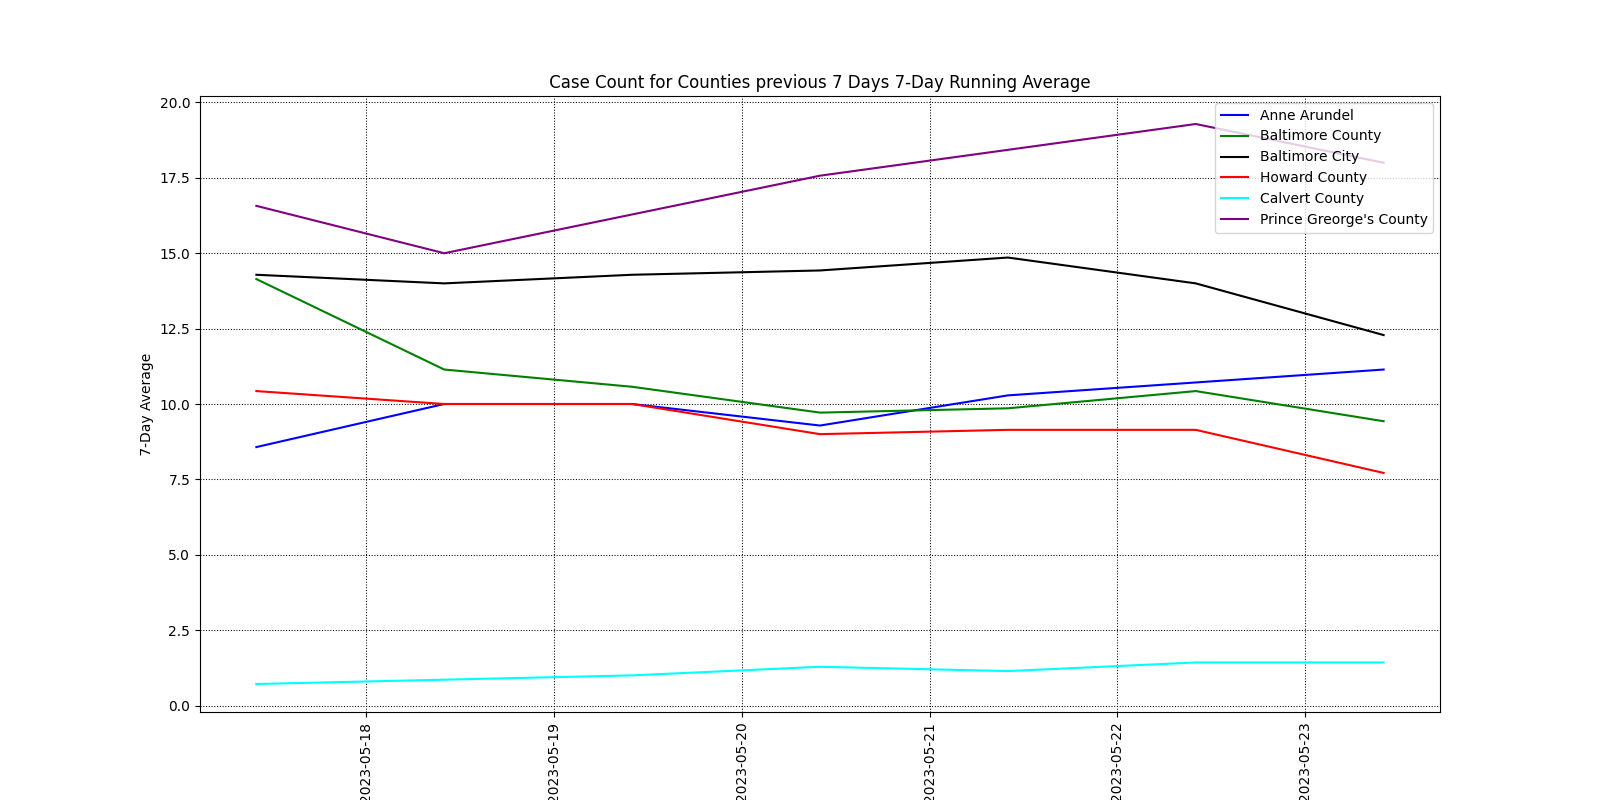 Case Count for Counties previous 7 Days 7-Day Running Average
20.0
17.5
15.0
12.5
10.0
7.5
5.0
2.5
0.0
7-Day Average
Anne Arundel
Baltimore County
Baltimore City
Howard County
Calvert County
Prince Greorge's County
2023-05-18
2023-05-19
2023-05-20
2023-05-21
2023-05-22
2023-05-23